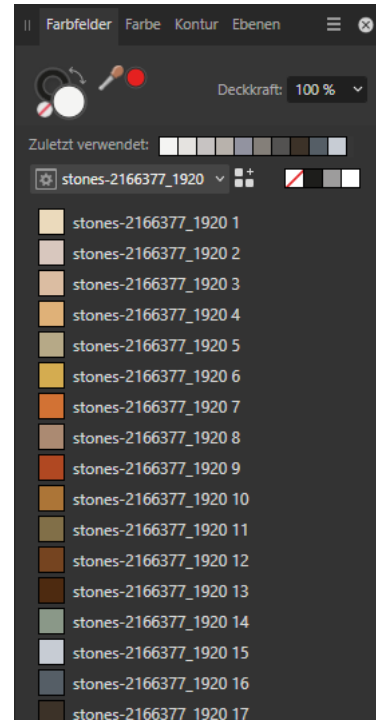 Farbfelder Farbe Kontur Ebenen
Deckkraft: 100 %
Zuletzt verwendet:
stones-2166377_1920
stones-2166377_1920 1
stones-2166377_1920 2
stones-2166377_1920 3
stones-2166377_1920 4
stones-2166377_1920 5
stones-2166377_1920 6
stones-2166377_1920 7
stones-2166377_1920 8
stones-2166377_1920 9
stones-2166377_1920 10
stones-2166377_1920 11
stones-2166377_1920 12
stones-2166377_1920 13
stones-2166377_1920 14
stones-2166377_1920 15
stones-2166377_1920 16
stones-2166377_1920 17